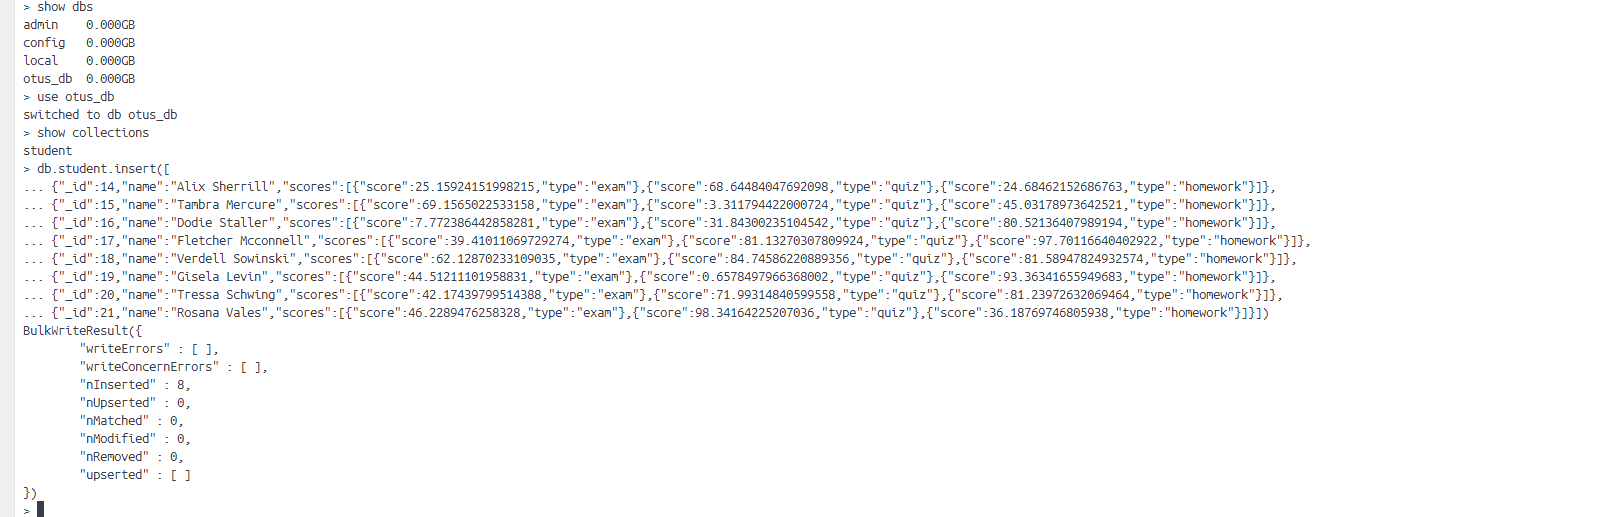 > show dbs
admin   0.000GB
config  0.000GB
local   0.000GB
otus_db  0.000GB
> use otus_db
switched to db otus_db
> show collections
student
> db.student.insert([
... {"_id":14,"name":"Alix Sherrill","scores":[{"score":25.15924151998215,"type":"exam"},{"score":68.64484047692098,"type":"quiz"},{"score":24.68462152686763,"type":"homework"}]},
... {"_id":15,"name":"Tambra Mercure","scores":[{"score":69.1565022533158,"type":"exam"},{"score":3.311794422000724,"type":"quiz"},{"score":45.03178973642521,"type":"homework"}]},
... {"_id":16,"name":"Dodie Staller","scores":[{"score":7.772386442858281,"type":"exam"},{"score":31.84300235104542,"type":"quiz"},{"score":80.52136407989194,"type":"homework"}]},
... {"_id":17,"name":"Fletcher Mcconnell","scores":[{"score":39.41011069729274,"type":"exam"},{"score":81.13270307809924,"type":"quiz"},{"score":97.70116640402922,"type":"homework"}]},
... {"_id":18,"name":"Verdell Sowinski","scores":[{"score":62.12870233109035,"type":"exam"},{"score":84.74586220889356,"type":"quiz"},{"score":81.58947824932574,"type":"homework"}]},
... {"_id":19,"name":"Gisela Levin","scores":[{"score":44.51211101958831,"type":"exam"},{"score":0.6578497966368002,"type":"quiz"},{"score":93.36341655949683,"type":"homework"}]},
... {"_id":20,"name":"Tressa Schwing","scores":[{"score":42.17439799514388,"type":"exam"},{"score":71.99314840599558,"type":"quiz"},{"score":81.23972632069464,"type":"homework"}]},
... {"_id":21,"name":"Rosana Vales","scores":[{"score":46.2289476258328,"type":"exam"},{"score":98.34164225207036,"type":"quiz"},{"score":36.18769746805938,"type":"homework"}]}])
BulkWriteResult({
        "writeErrors" : [ ],
        "writeConcernErrors" : [ ],
        "nInserted" : 8,
        "nUpserted" : 0,
        "nMatched" : 0,
        "nModified" : 0,
        "nRemoved" : 0,
        "upserted" : [ ]
})
>